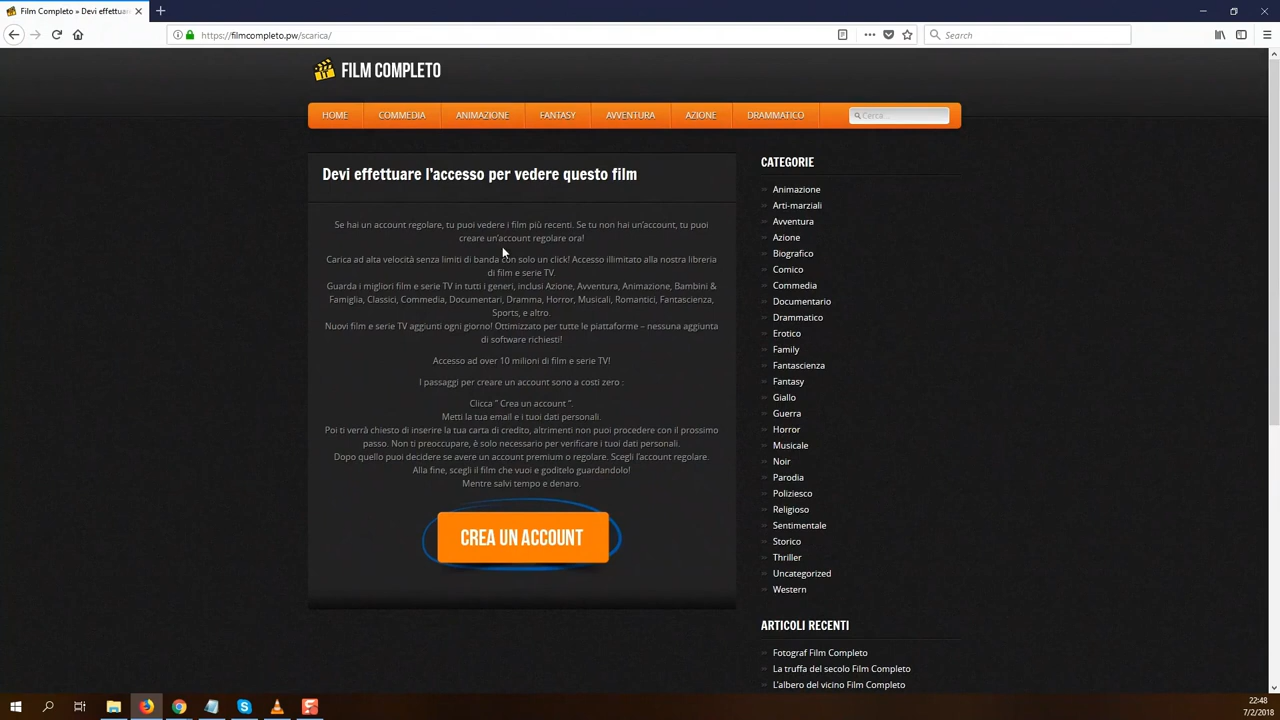 Film Completo » Devi effettuar
https://filmcompleto.pw/scarica/
Search
FILM COMPLETO
HOME
COMMEDIA
ANIMAZIONE
FANTASY
AVVENTURA
AZIONE
DRAMMATICO
Cerca...
Devi effettuare l'accesso per vedere questo film
Se hai un account regolare, tu puoi vedere i film più recenti. Se tu non hai un'account, tu puoi
creare un'account regolare ora!
Carica ad alta velocità senza limiti di banda con solo un click! Accesso illimitato alla nostra libreria
di film e serie TV.
Guarda i migliori film e serie TV in tutti i generi, inclusi Azione, Avventura, Animazione, Bambini &
Famiglia, Classici, Commedia, Documentari, Dramma, Horror, Musicali, Romantici, Fantascienza,
Sports, e altro.
Nuovi film e serie TV aggiunti ogni giorno! Ottimizzato per tutte le piattaforme – nessuna aggiunta
di software richiesti!
Accesso ad over 10 milioni di film e serie TV!
I passaggi per creare un account sono a costi zero :
Clicca " Crea un account ".
Metti la tua email e i tuoi dati personali.
Poi ti verrà chiesto di inserire la tua carta di credito, altrimenti non puoi procedere con il prossimo
passo. Non ti preoccupare, è solo necessario per verificare i tuoi dati personali.
Dopo quello puoi decidere se avere un account premium o regolare. Scegli l'account regolare.
Alla fine, scegli il film che vuoi e goditelo guardandolo!
Mentre salvi tempo e denaro.
CREA UN ACCOUNT
CATEGORIE
Animazione
Arti-marziali
Avventura
Azione
Biografico
Comico
Commedia
Documentario
Drammatico
Erotico
Family
Fantascienza
Fantasy
Giallo
Guerra
Horror
Musicale
Noir
Parodia
Poliziesco
Religioso
Sentimentale
Storico
Thriller
Uncategorized
Western
ARTICOLI RECENTI
Fotograf Film Completo
La truffa del secolo Film Completo
L'albero del vicino Film Completo
22:48
7/2/2018